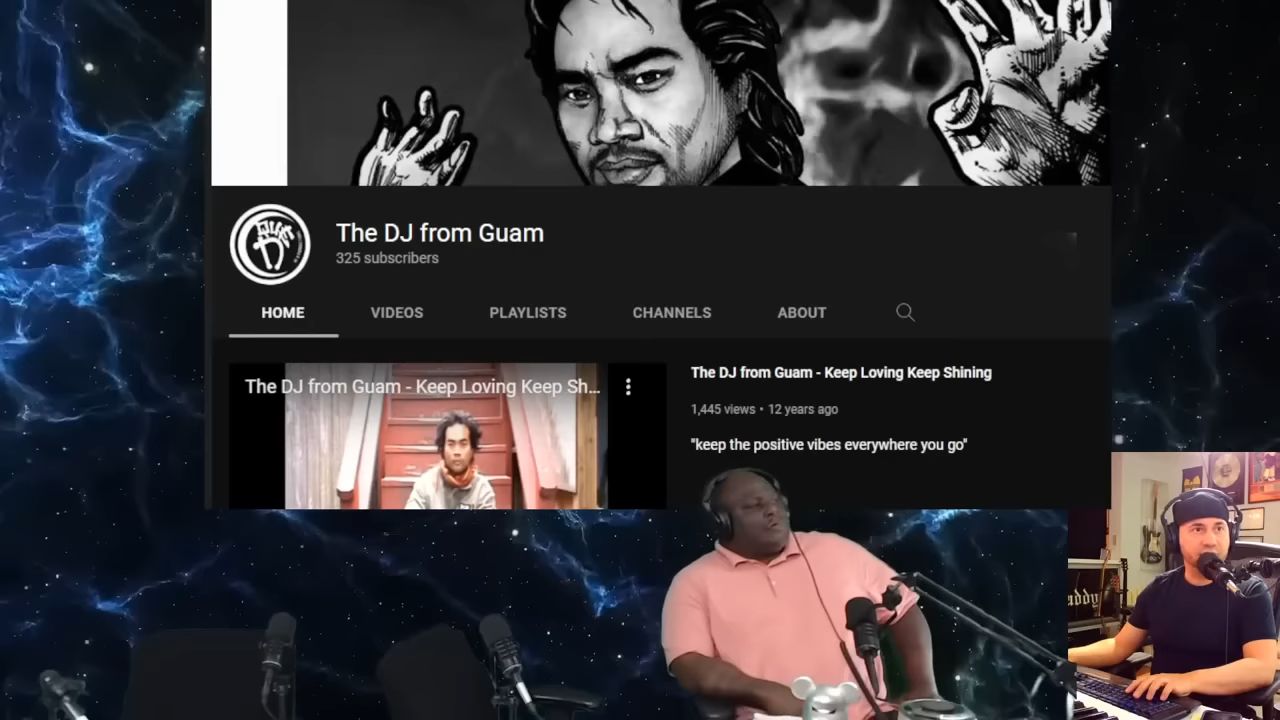 The DJ from Guam
325 subscribers
HOME VIDEOS PLAYLISTS CHANNELS ABOUT
The DJ from Guam - Keep Loving Keep Sh...
The DJ from Guam - Keep Loving Keep Shining
1,445 views • 12 years ago
"keep the positive vibes everywhere you go"
addy